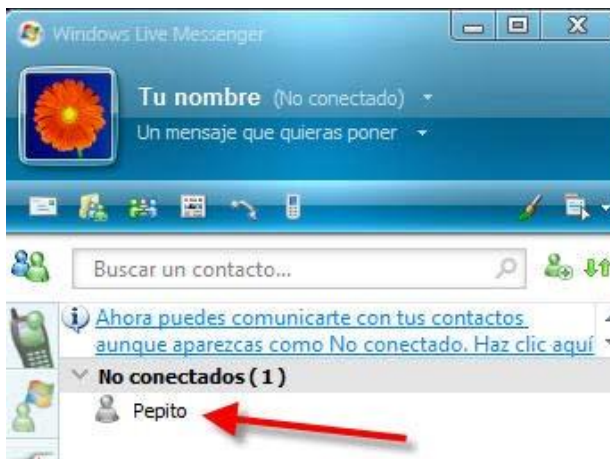 Windows Live Messenger
Tu nombre (No conectado)
Un mensaje que quieras poner
Buscar un contacto...
Ahora puedes comunicarte con tus contactos
aunque aparezcas como No conectado. Haz clic aquí
No conectados (1)
Pepito